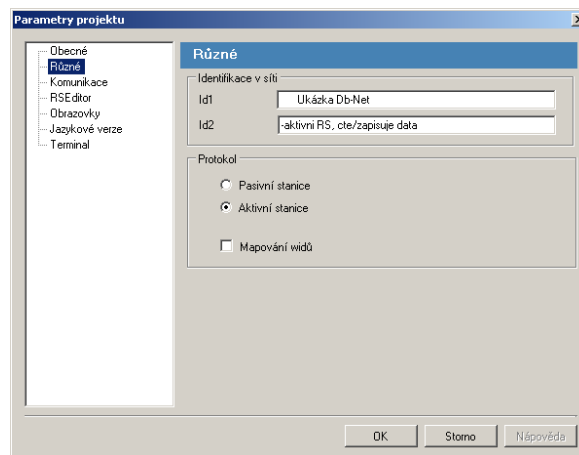 Parametry projektu
Obecné
Různé
Komunikace
RSEditor
Obrazovky
Jazykové verze
Terminal
Různé
Identifikace v síti
Id1 Ukázka Db-Net
Id2 -aktivni RS, cte/zapisuje data
Protokol
Pasivní stanice
Aktivní stanice
Mapování widů
OK Storno Nápověda